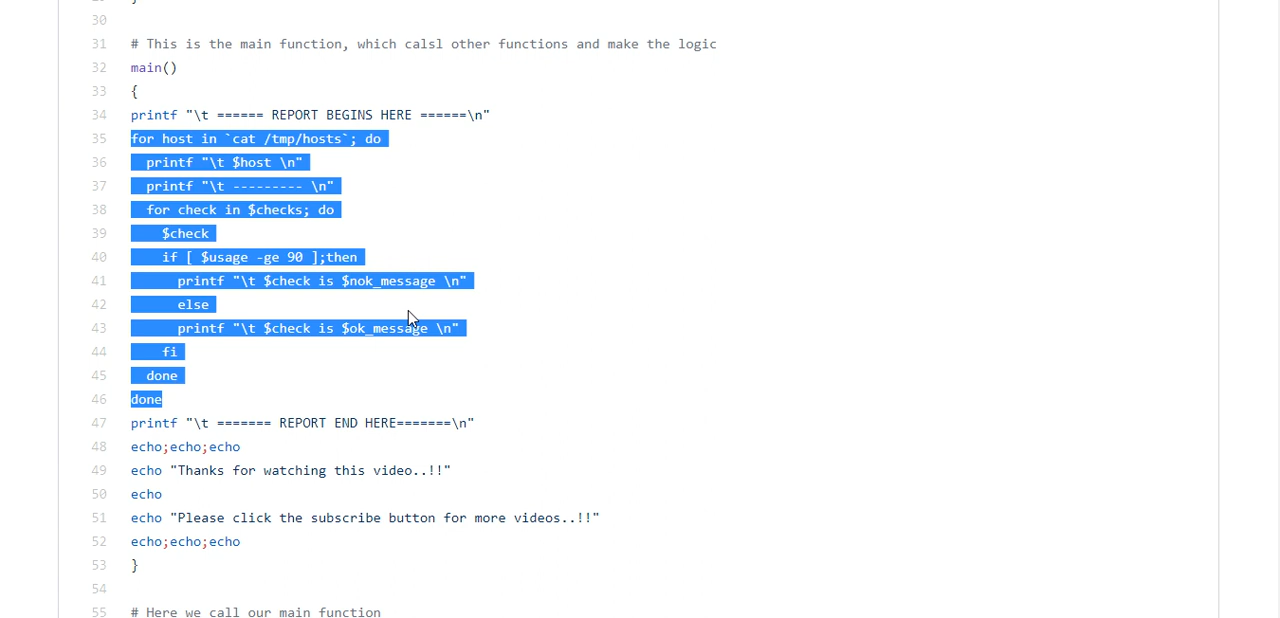 30
31 # This is the main function, which calsl other functions and make the logic
32 main()
33 {
34 printf "\t ====== REPORT BEGINS HERE ======\n"
35 for host in `cat /tmp/hosts`; do
36   printf "\t $host \n"
37   printf "\t --------- \n"
38   for check in $checks; do
39     $check
40     if [ $usage -ge 90 ];then
41       printf "\t $check is $nok_message \n"
42       else
43       printf "\t $check is $ok_message \n"
44     fi
45   done
46 done
47 printf "\t ======= REPORT END HERE=======\n"
48 echo;echo;echo
49 echo "Thanks for watching this video..!!"
50 echo
51 echo "Please click the subscribe button for more videos..!!"
52 echo;echo;echo
53 }
54
55 # Here we call our main function